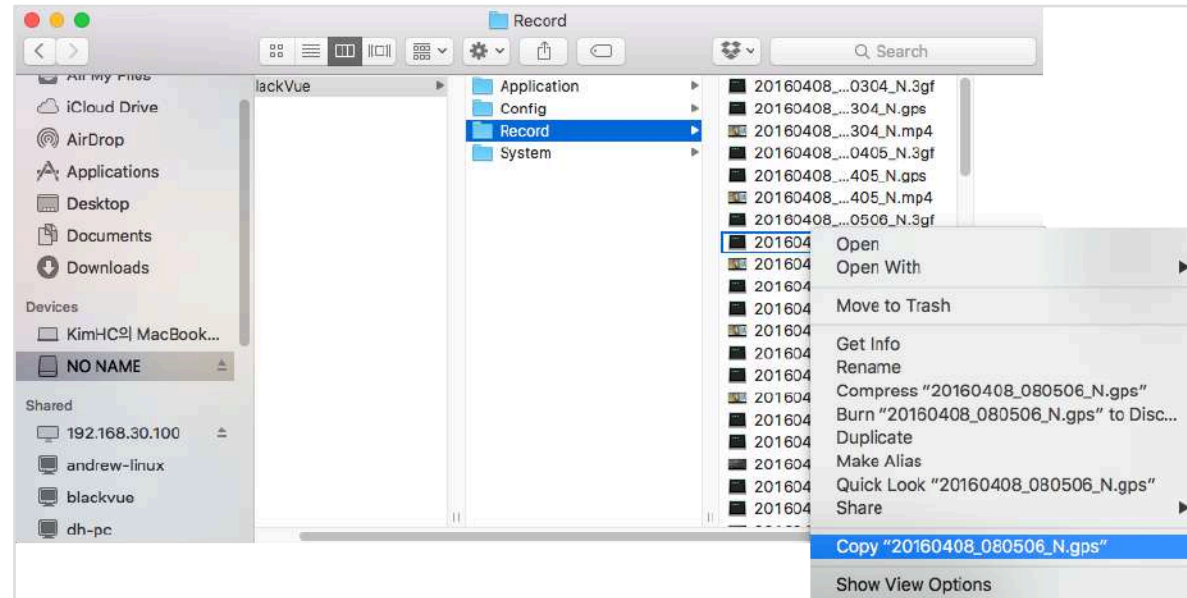 Record
Search
All My Files
iCloud Drive
AirDrop
Applications
Desktop
Documents
Downloads
Devices
KimHC의 MacBook...
NO NAME
Shared
192.168.30.100
andrew-linux
blackvue
dh-pc
lackVue
Application
Config
Record
System
20160408_...0304_N.3gf
20160408_...304_N.gps
20160408_...304_N.mp4
20160408_...0405_N.3gf
20160408_...405_N.gps
20160408_...405_N.mp4
20160408_...0506_N.3gf
201604
201604
201604
201604
201604
201604
201604
201604
201604
201604
201604
201604
201604
Open
Open With
Move to Trash
Get Info
Rename
Compress "20160408_080506_N.gps"
Burn "20160408_080506_N.gps" to Disc...
Duplicate
Make Alias
Quick Look "20160408_080506_N.gps"
Share
Copy "20160408_080506_N.gps"
Show View Options